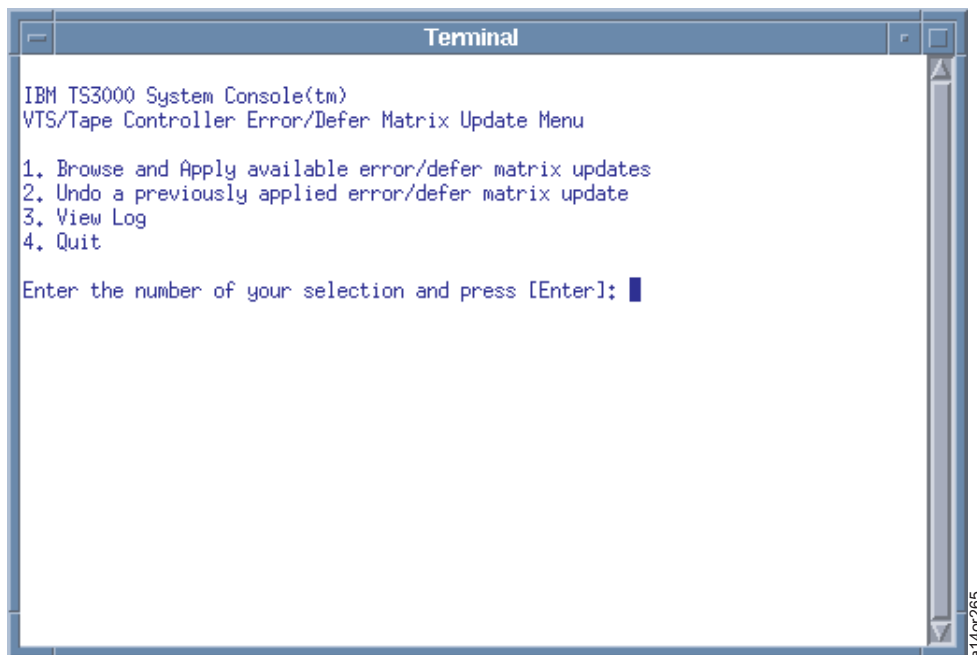 Terminal
IBM TS3000 System Console(tm)
VTS/Tape Controller Error/Defer Matrix Update Menu
1. Browse and Apply available error/defer matrix updates
2. Undo a previously applied error/defer matrix update
3. View Log
4. Quit
Enter the number of your selection and press [Enter]: